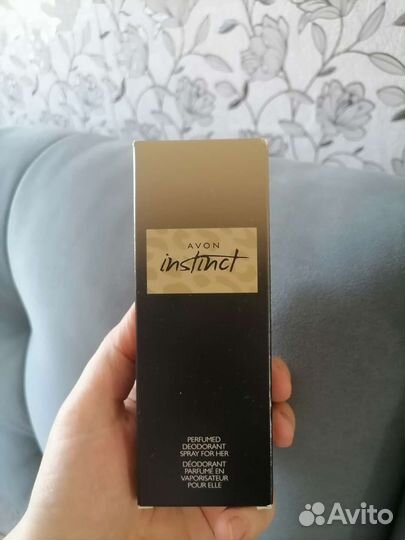 AVON
instinct
PERFUMED
DEODORANT
SPRAY FOR HER
DÉODORANT
PARFUMÉ EN
VAPORISATEUR
POUR ELLE
Avito